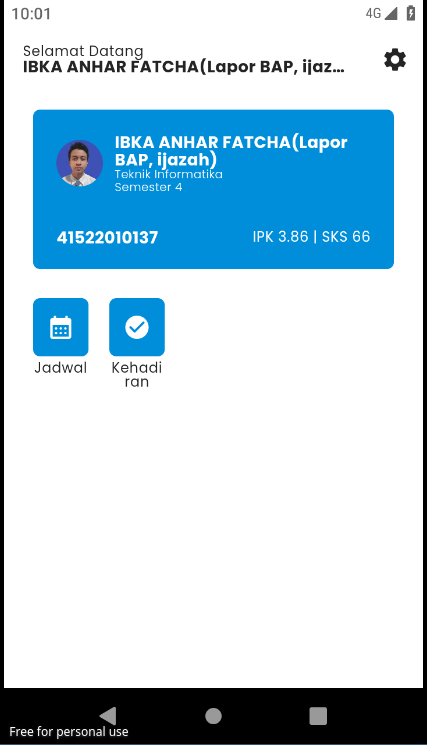 10:01
4G
Selamat Datang
IBKA ANHAR FATCHA(Lapor BAP, ijaz...
IBKA ANHAR FATCHA(Lapor
BAP, ijazah)
Teknik Informatika
Semester 4
41522010137
IPK 3.86 | SKS 66
Jadwal
Kehadi
ran
Free for personal use